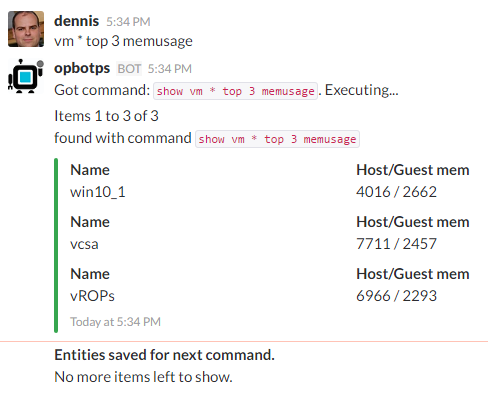 dennis 5:34 PM
vm * top 3 memusage
opbotps BOT 5:34 PM
Got command: show vm * top 3 memusage. Executing...
Items 1 to 3 of 3
found with command show vm * top 3 memusage
Name Host/Guest mem
win10_1 4016 / 2662
Name Host/Guest mem
vcsa 7711 / 2457
Name Host/Guest mem
vROPs 6966 / 2293
Today at 5:34 PM
Entities saved for next command.
No more items left to show.